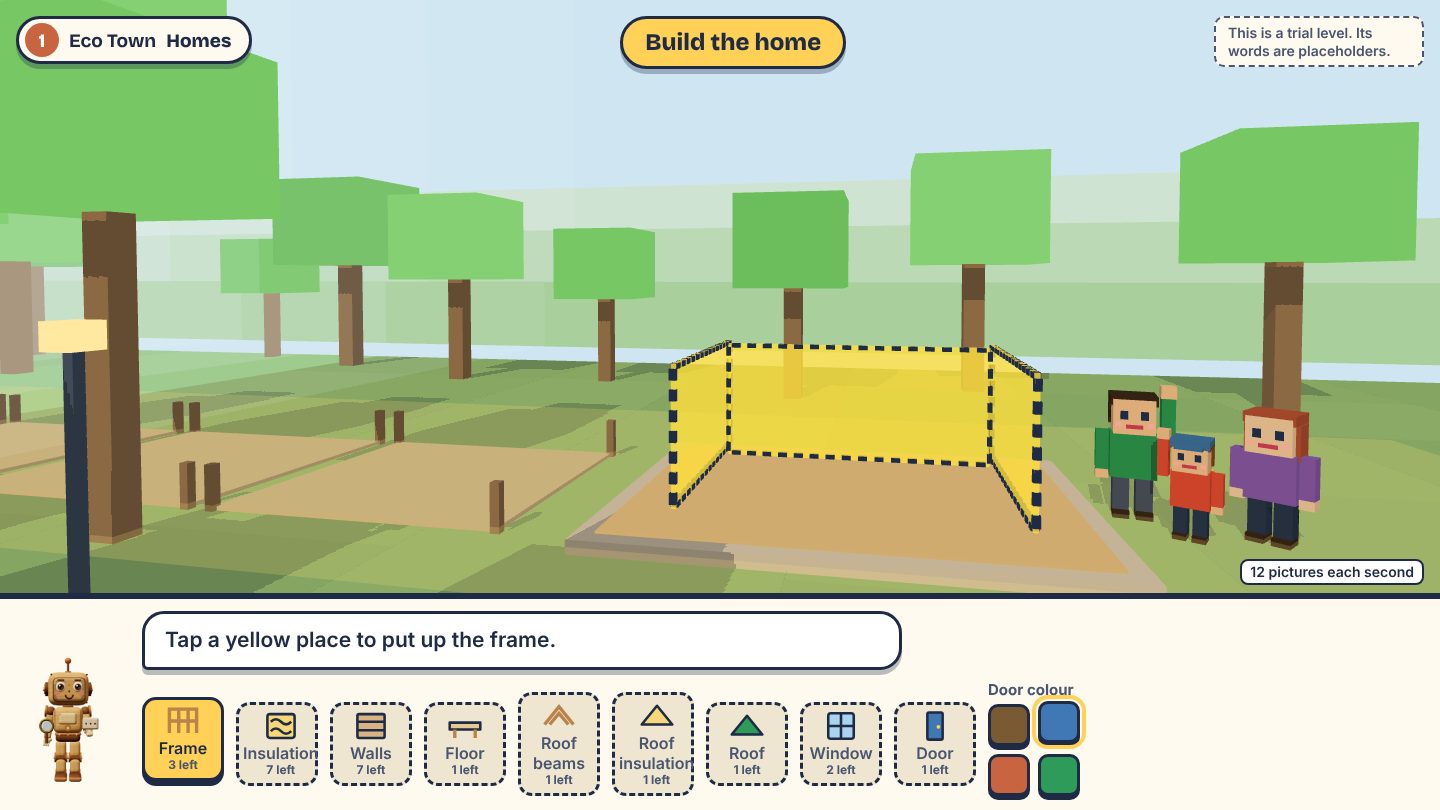 1 Eco Town Homes
Build the home
This is a trial level. Its
words are placeholders.
12 pictures each second
Tap a yellow place to put up the frame.
Frame
3 left
Insulation
7 left
Walls
7 left
Floor
1 left
Roof
beams
1 left
Roof
insulation
1 left
Roof
1 left
Window
2 left
Door
1 left
Door colour